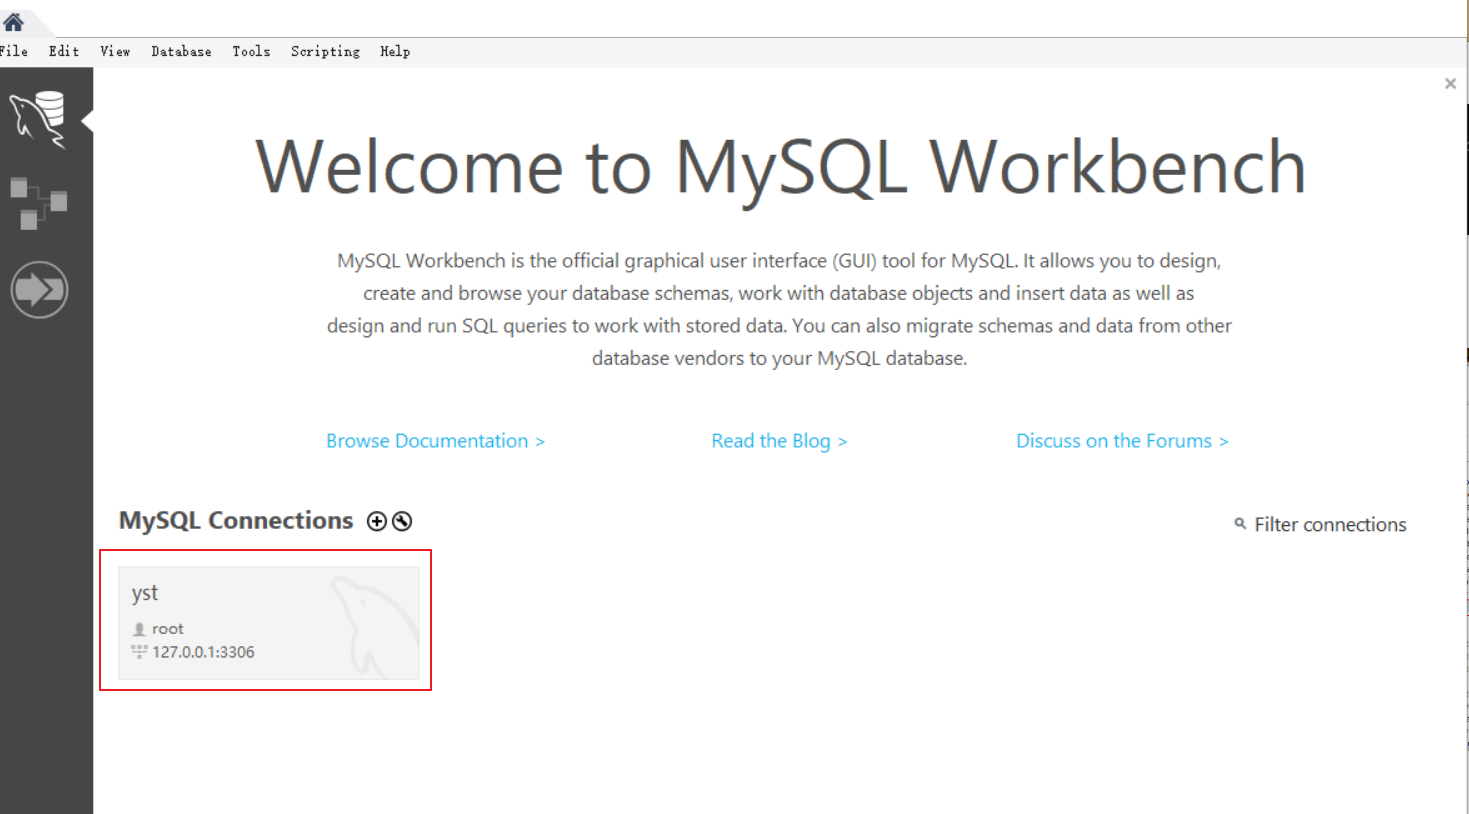 File Edit View Database Tools Scripting Help
Welcome to MySQL Workbench
MySQL Workbench is the official graphical user interface (GUI) tool for MySQL. It allows you to design,
create and browse your database schemas, work with database objects and insert data as well as
design and run SQL queries to work with stored data. You can also migrate schemas and data from other
database vendors to your MySQL database.
Browse Documentation > Read the Blog > Discuss on the Forums >
MySQL Connections
Filter connections
yst
root
127.0.0.1:3306